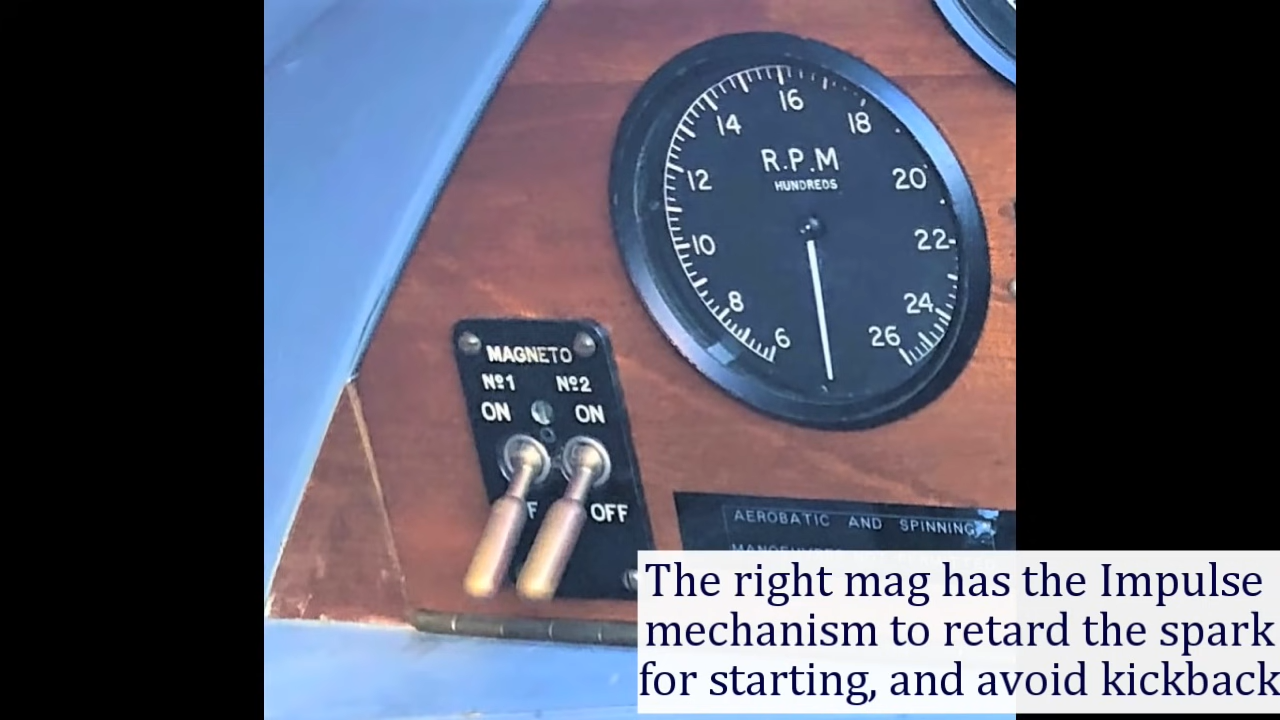 16
14
18
R.P.M
12
HUNDREDS
20
10
22
8
24
6
26
MAGNETO
Nº1 Nº2
ON ON
F OFF
AEROBATIC AND SPINNING
The right mag has the Impulse
mechanism to retard the spark
for starting, and avoid kickback